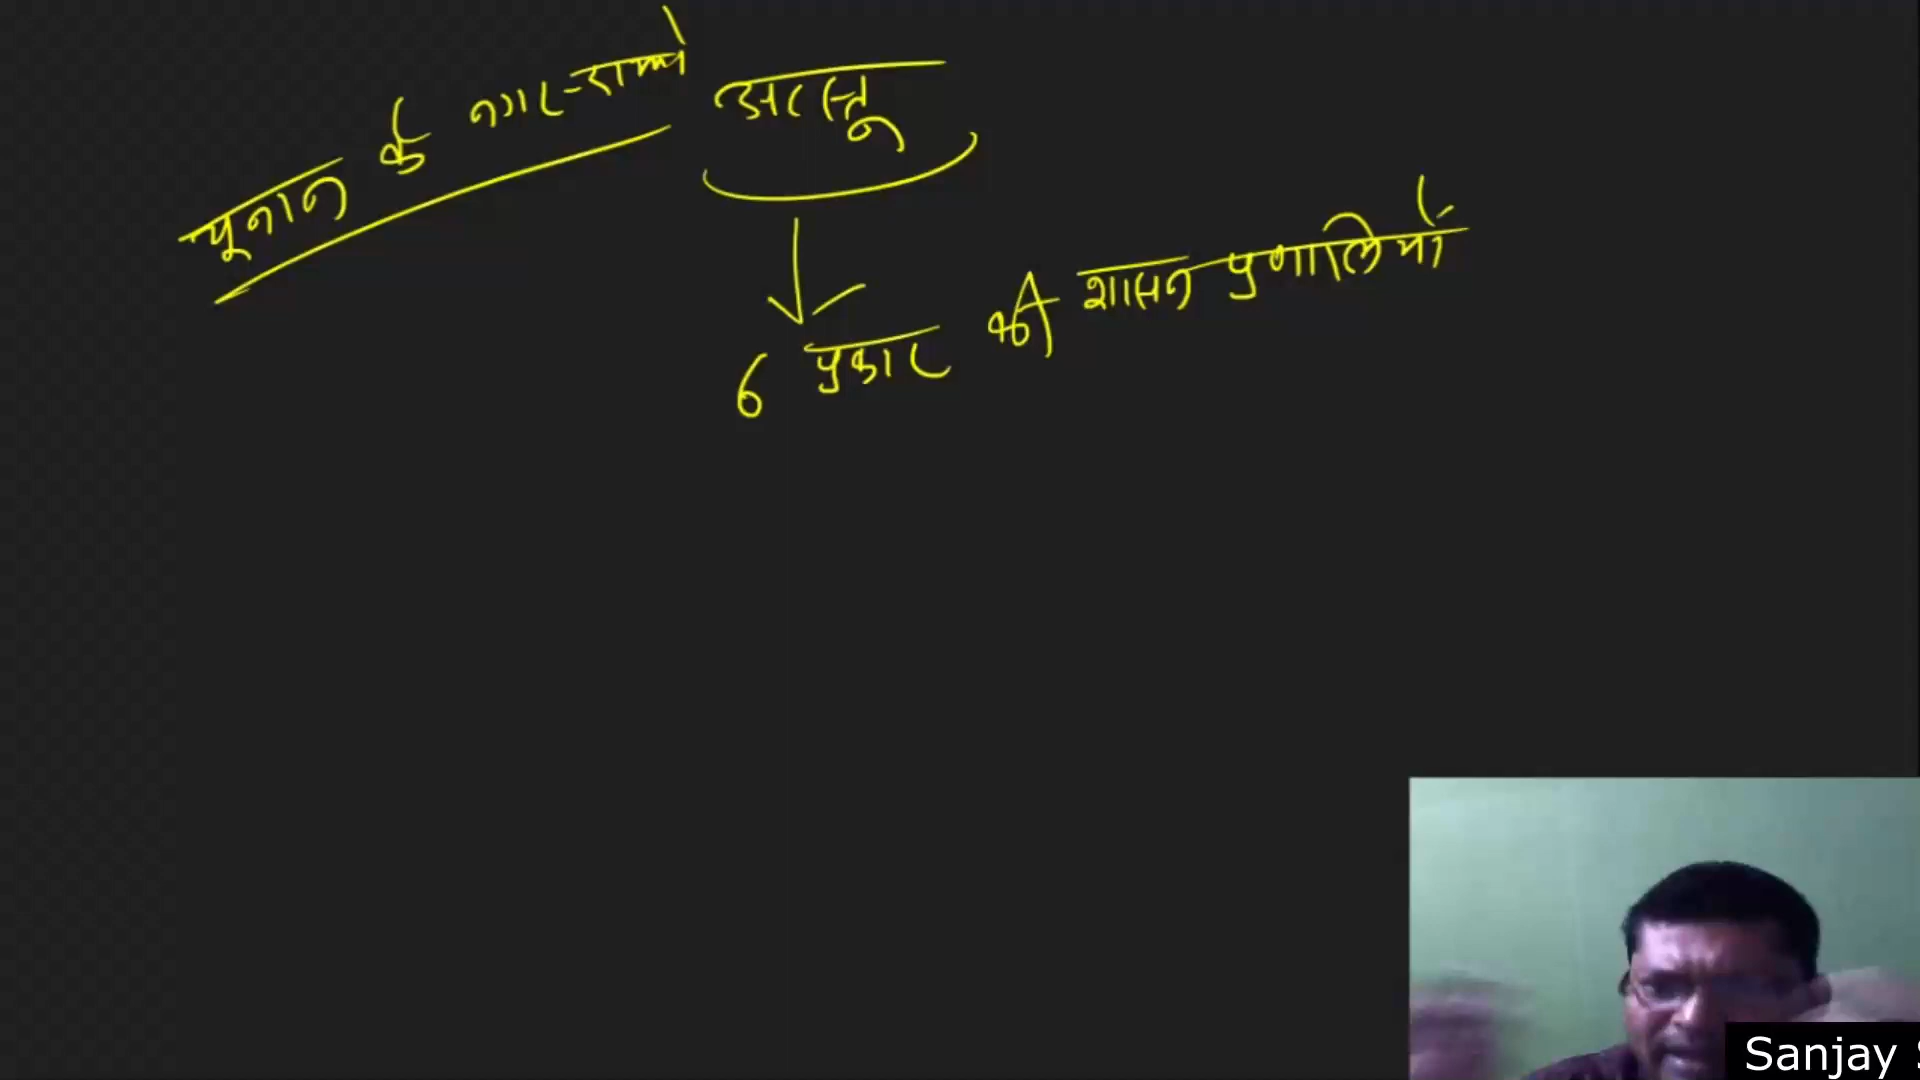 यूनान के नगर-राज्यो
अरस्तू
6 प्रकार की शासन प्रणालियाँ
Sanjay